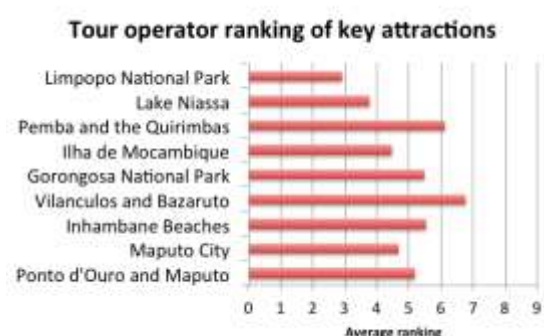 Tour operator ranking of key attractions
Limpopo National Park
Lake Niassa
Pemba and the Quirimbas
Ilha de Mocambique
Gorongosa National Park
Vilanculos and Bazaruto
Inhambane Beaches
Maputo City
Ponto d'Ouro and Maputo
0 1 2 3 4 5 6 7 8 9
Average ranking